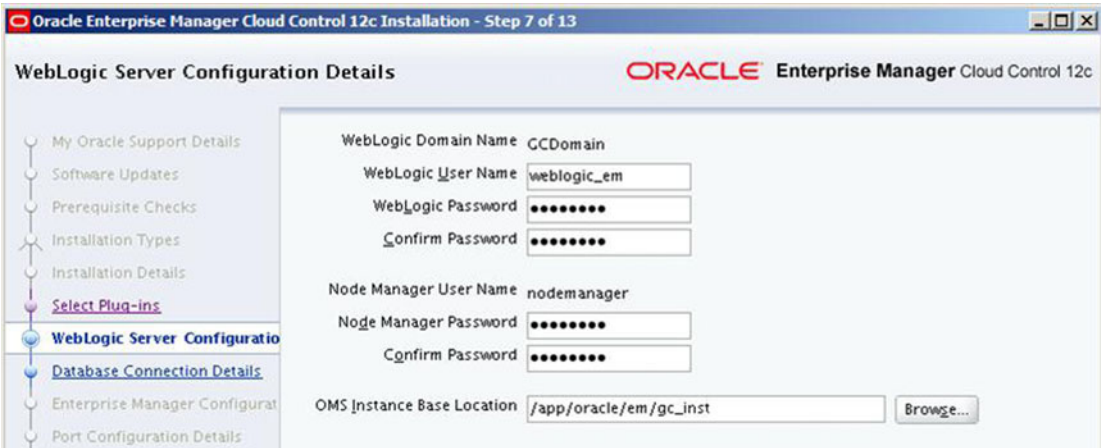 Oracle Enterprise Manager Cloud Control 12c Installation - Step 7 of 13
WebLogic Server Configuration Details
ORACLE Enterprise Manager Cloud Control 12c
My Oracle Support Details
Software Updates
Prerequisite Checks
Installation Types
Installation Details
Select Plug-ins
WebLogic Server Configuratio
Database Connection Details
Enterprise Manager Configurat
Port Configuration Details
WebLogic Domain Name GCDomain
WebLogic User Name weblogic_em
WebLogic Password ●●●●●●●●
Confirm Password ●●●●●●●●
Node Manager User Name nodemanager
Node Manager Password ●●●●●●●●
Confirm Password ●●●●●●●●
OMS Instance Base Location /app/oracle/em/gc_inst Browse...